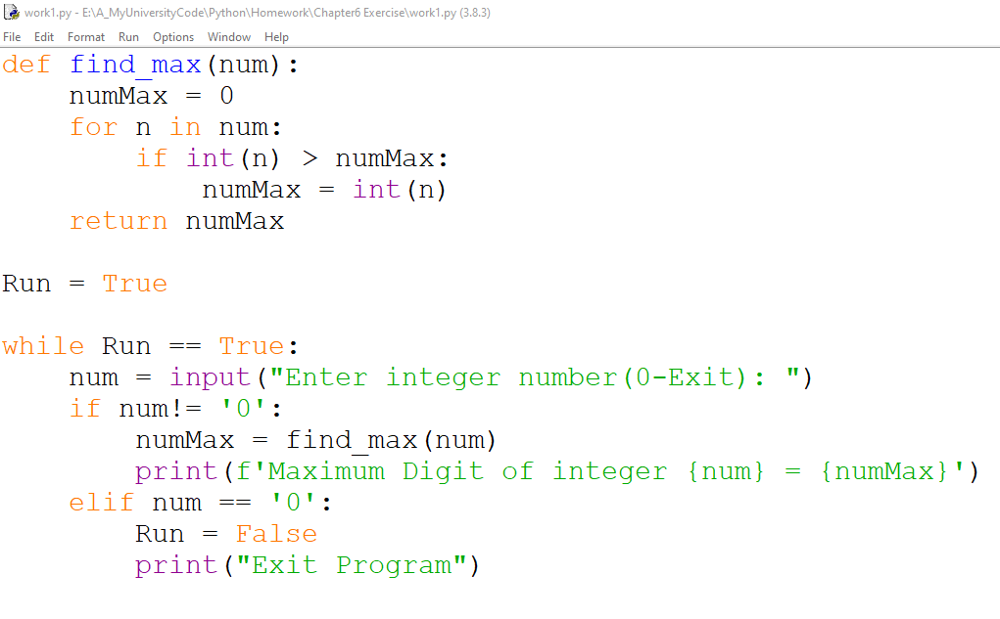 work1.py - E:\A_MyUniversityCode\Python\Homework\Chapter6 Exercise\work1.py (3.8.3)
File Edit Format Run Options Window Help
def find_max(num):
    numMax = 0
    for n in num:
        if int(n) > numMax:
            numMax = int(n)
    return numMax

Run = True

while Run == True:
    num = input("Enter integer number(0-Exit): ")
    if num!= '0':
        numMax = find_max(num)
        print(f'Maximum Digit of integer {num} = {numMax}')
    elif num == '0':
        Run = False
        print("Exit Program")